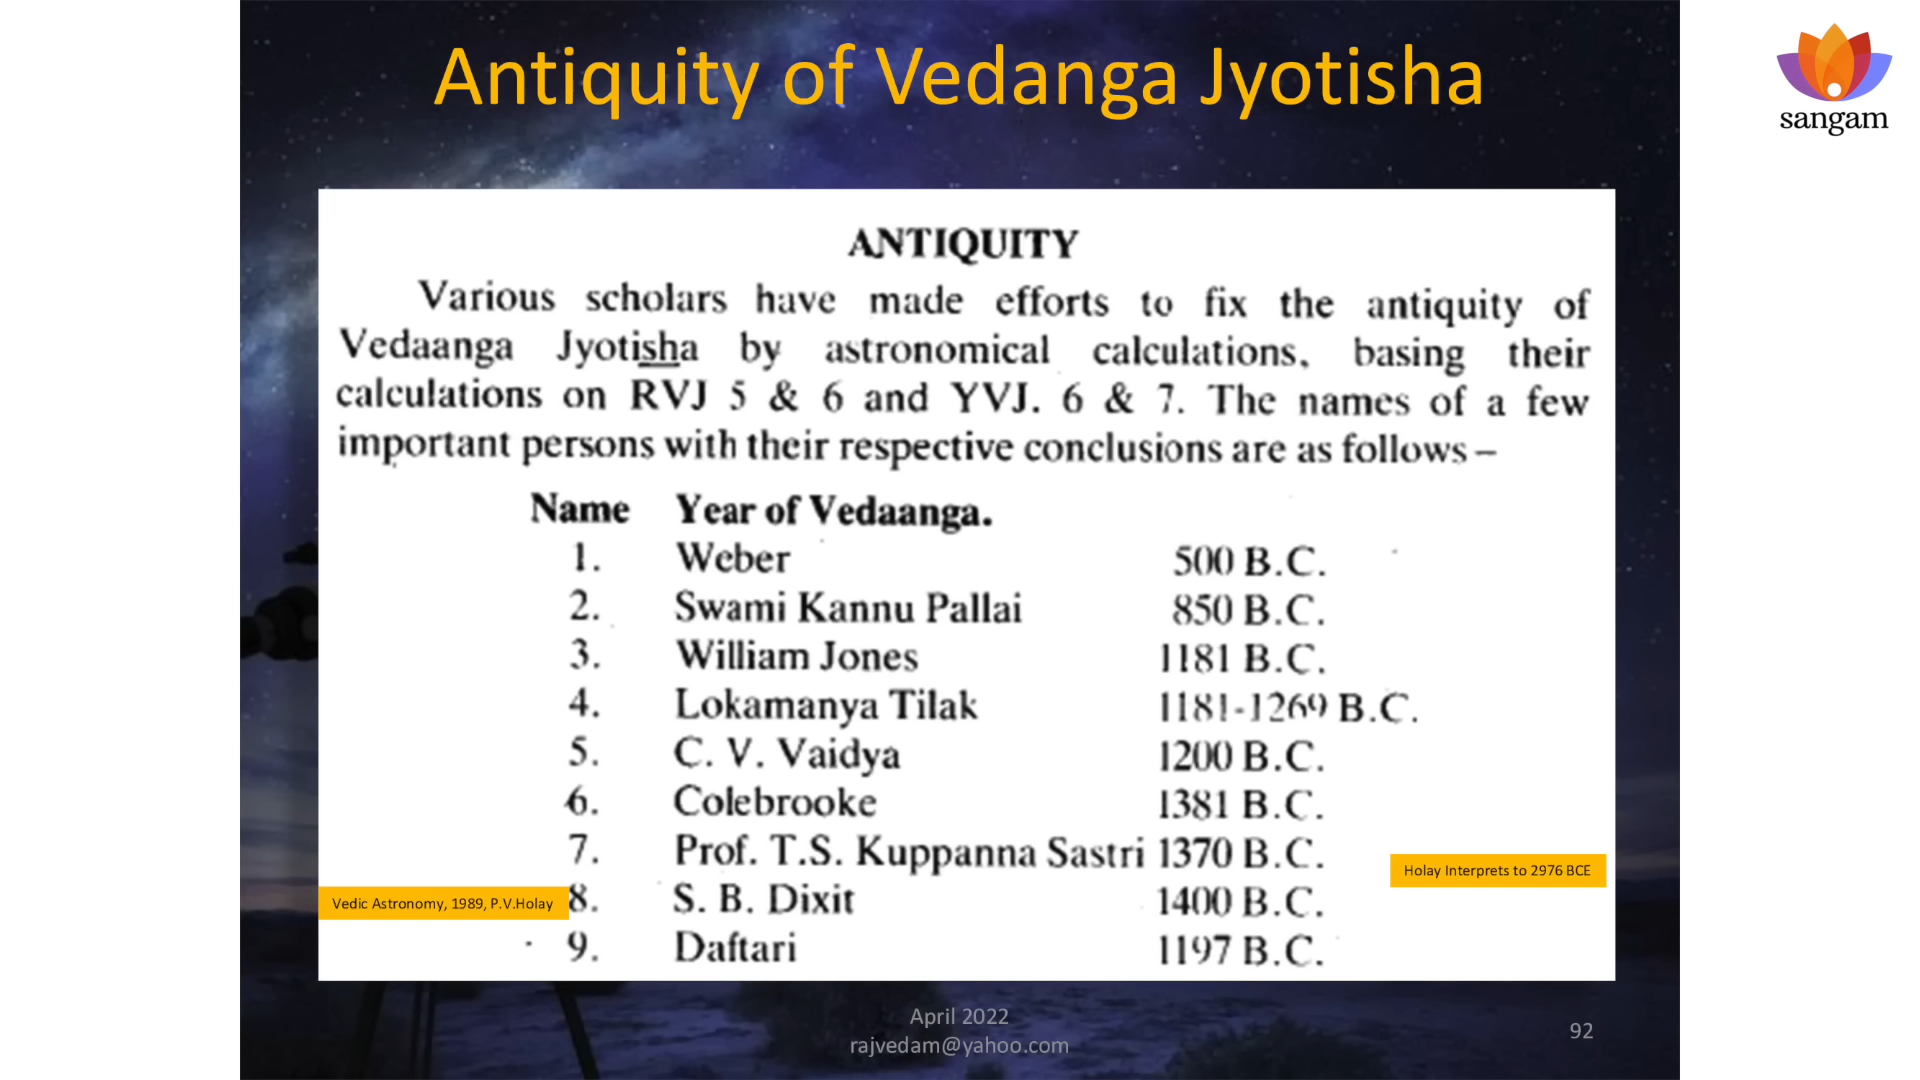 Antiquity of Vedanga Jyotisha
sangam
ANTIQUITY
Various scholars have made efforts to fix the antiquity of
Vedaanga Jyotisha by astronomical calculations, basing their
calculations on RVJ 5 & 6 and YVJ. 6 & 7. The names of a few
important persons with their respective conclusions are as follows –
Name Year of Vedaanga.
1. Weber 500 B.C.
2. Swami Kannu Pallai 850 B.C.
3. William Jones 1181 B.C.
4. Lokamanya Tilak 1181-1269 B.C.
5. C. V. Vaidya 1200 B.C.
6. Colebrooke 1381 B.C.
7. Prof. T.S. Kuppanna Sastri 1370 B.C.
Holay Interprets to 2976 BCE
Vedic Astronomy, 1989, P.V.Holay
8. S. B. Dixit 1400 B.C.
9. Daftari 1197 B.C.
April 2022
rajvedam@yahoo.com
92